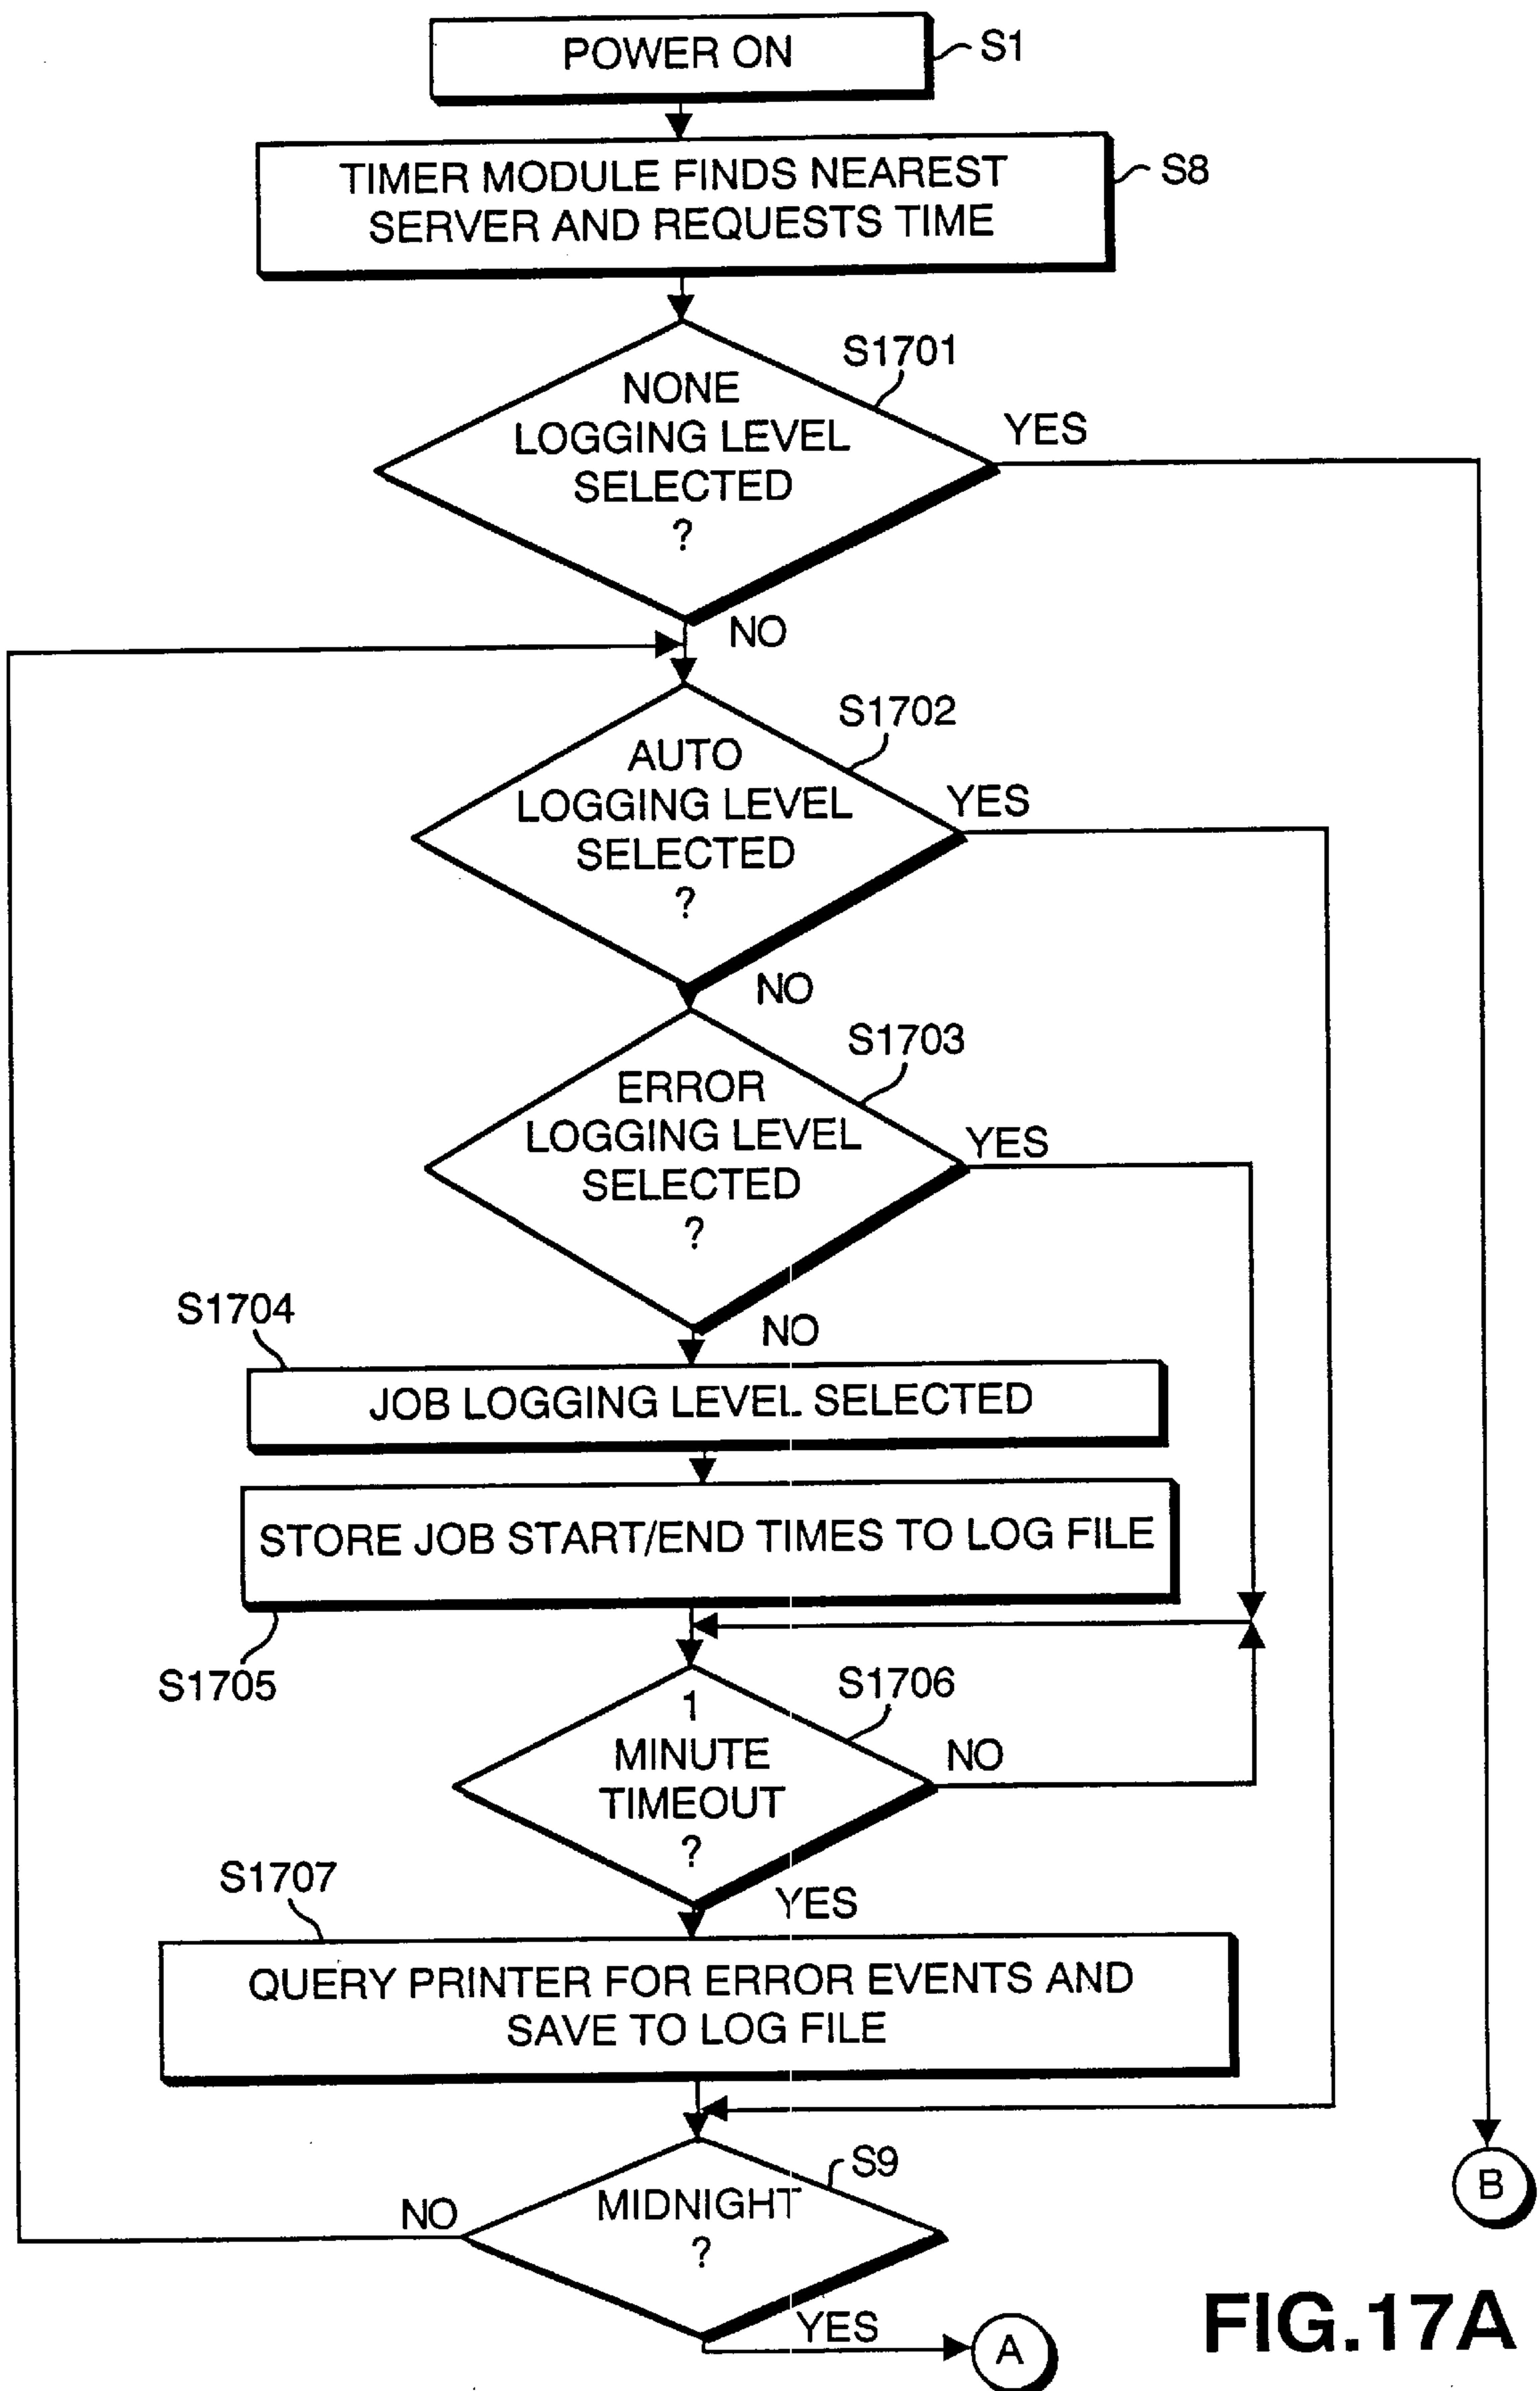 POWER ON
S1
TIMER MODULE FINDS NEAREST
SERVER AND REQUESTS TIME
S8
S1701
NONE
LOGGING LEVEL
SELECTED
?
YES
NO
S1702
AUTO
LOGGING LEVEL
SELECTED
?
YES
NO
S1703
ERROR
LOGGING LEVEL
SELECTED
?
YES
NO
S1704
JOB LOGGING LEVEL SELECTED
STORE JOB START/END TIMES TO LOG FILE
S1705
S1706
1
MINUTE
TIMEOUT
?
NO
YES
S1707
QUERY PRINTER FOR ERROR EVENTS AND
SAVE TO LOG FILE
S9
MIDNIGHT
?
NO
YES
B
A
FIG.17A